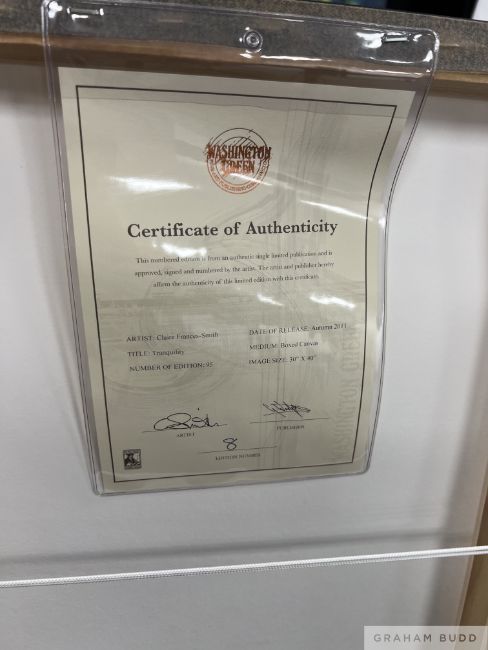 WASHINGTON
GREEN
Certificate of Authenticity
This numbered edition is from an authentic single limited publication and is
approved, signed and numbered by the artist. The artist and publisher hereby
affirm the authenticity of this limited edition with this certificate.
ARTIST: Claire Frances-Smith
TITLE: Tranquility
NUMBER OF EDITION: 95
DATE OF RELEASE: Autumn 2011
MEDIUM: Boxed Canvas
IMAGE SIZE: 30" X 40"
ARTIST
PUBLISHER
8
EDITION NUMBER
GRAHAM BUDD